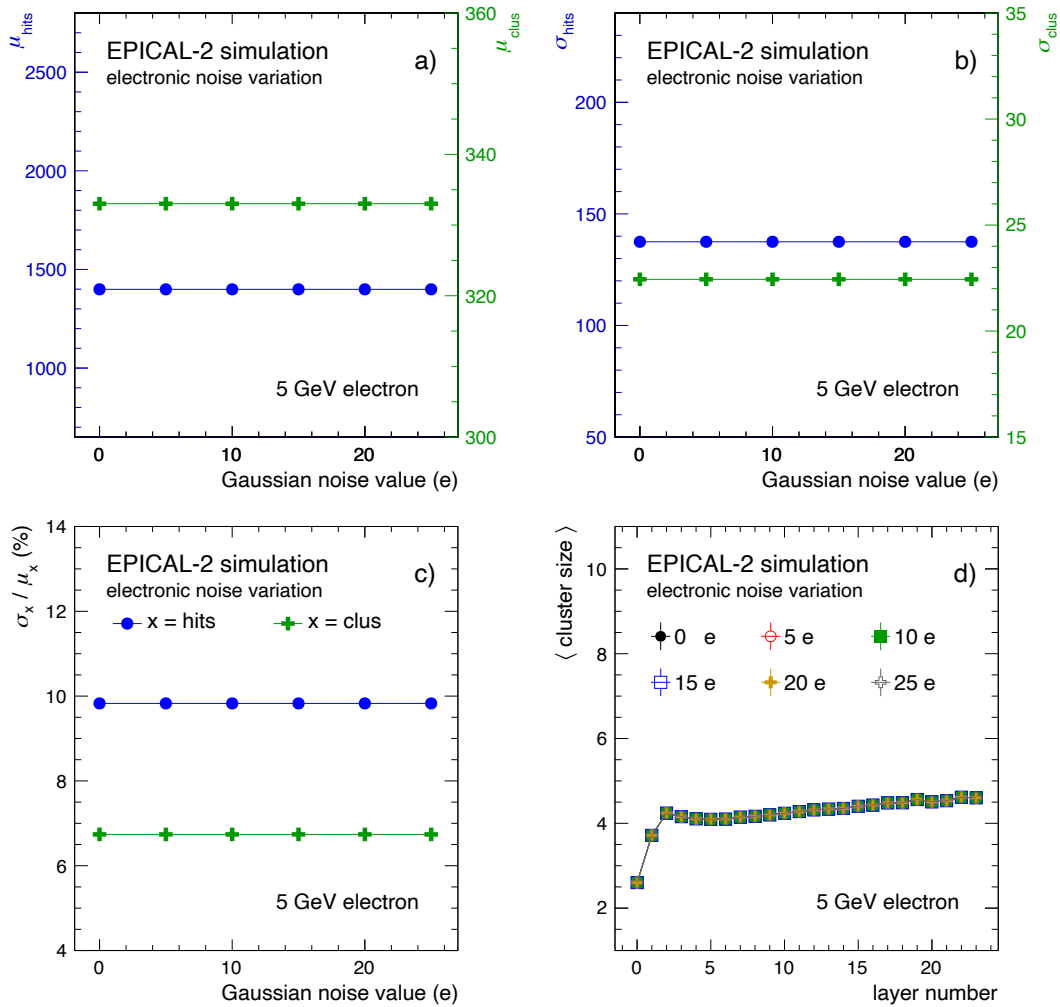 μhits
μclus
EPICAL-2 simulation
electronic noise variation
a)
2500
2000
1500
1000
360
340
320
300
5 GeV electron
0 10 20
Gaussian noise value (e)
σhits
σclus
EPICAL-2 simulation
electronic noise variation
b)
200
150
100
50
35
30
25
20
15
5 GeV electron
0 10 20
Gaussian noise value (e)
σx / μx (%)
EPICAL-2 simulation
electronic noise variation
c)
x = hits x = clus
14
12
10
8
6
4
5 GeV electron
0 10 20
Gaussian noise value (e)
⟨ cluster size ⟩
EPICAL-2 simulation
electronic noise variation
d)
0 e 5 e 10 e
15 e 20 e 25 e
10
8
6
4
2
5 GeV electron
0 5 10 15 20
layer number